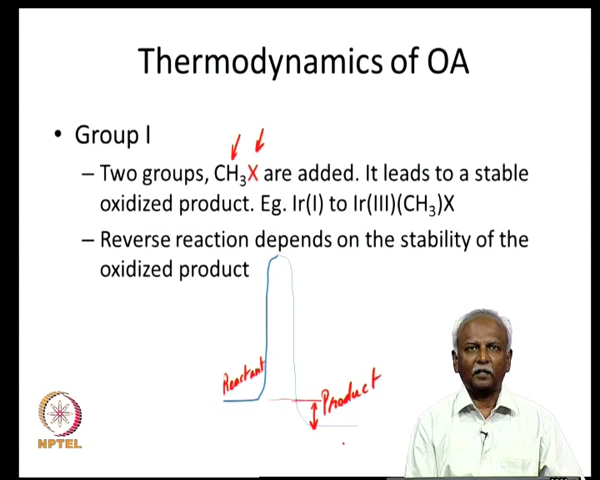 Thermodynamics of OA
• Group I
– Two groups, CH₃X are added. It leads to a stable
oxidized product. Eg. Ir(I) to Ir(III)(CH₃)X
– Reverse reaction depends on the stability of the
oxidized product
Reactant
Product
NPTEL